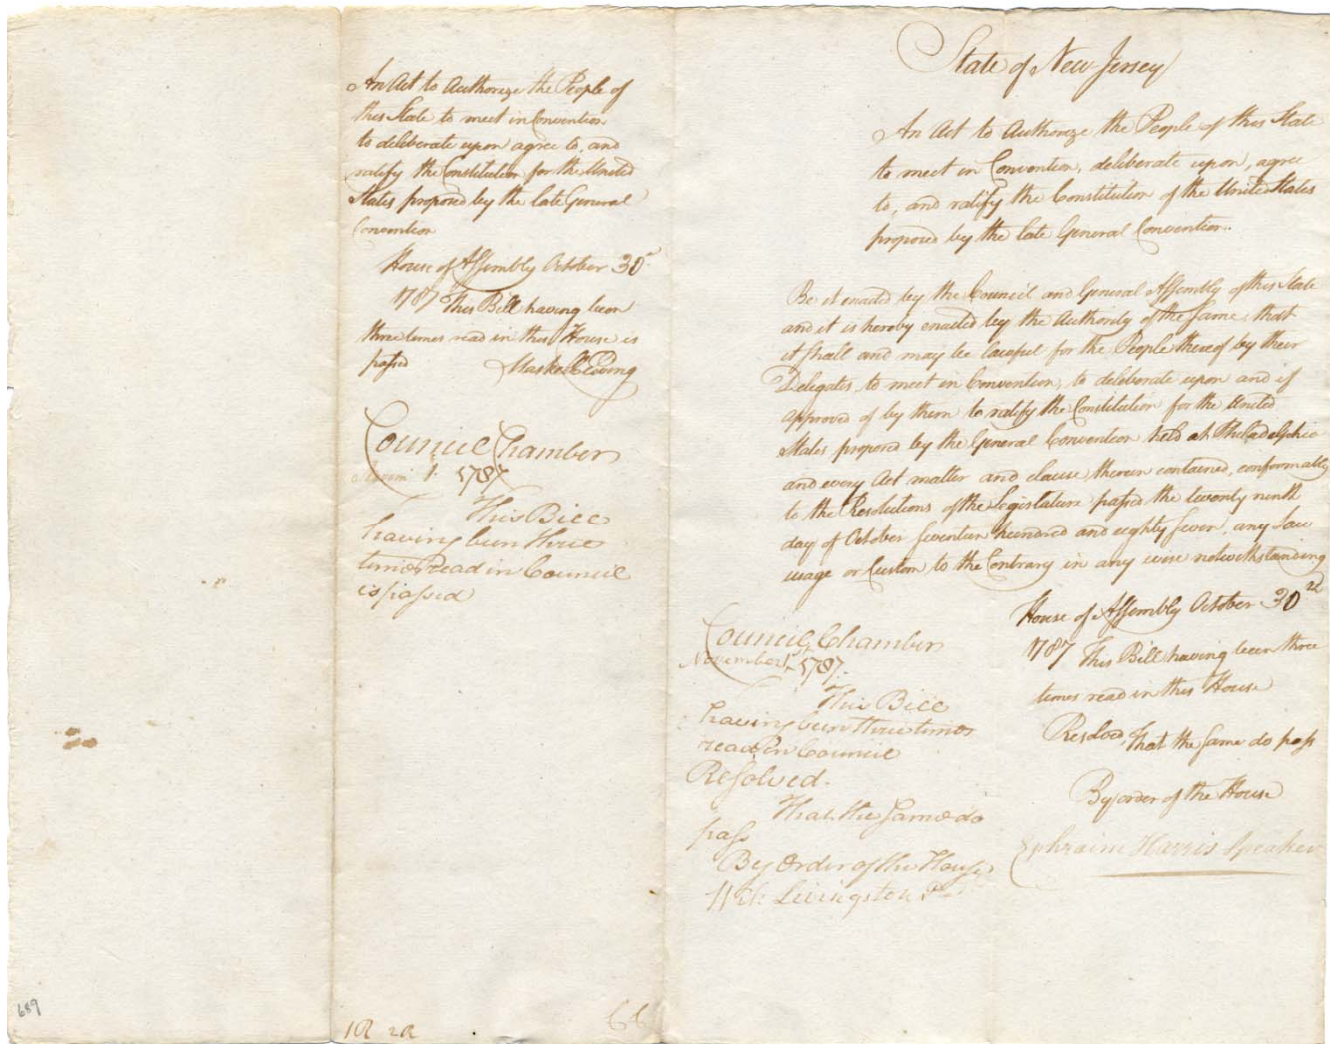 An Act to Authorize the People of
this State to meet in Convention
to deliberate upon agree to, and
ratify the Constitution for the United
States proposed by the late General
Convention
House of Assembly October 30
1787 This Bill having been
three times read in this House is
passed Maskell Ewing
Council Chamber
1. 1787
This Bill
having been three
times read in Council
is passed
State of New Jersey
An Act to Authorize the People of this State
to meet in Convention, deliberate upon, agree
to, and ratify the Constitution of the United States
proposed by the late General Convention.
Be it enacted by the Council and General Assembly of this State
and it is hereby enacted by the Authority of the same, that
it shall and may be lawful for the People thereof by their
Delegates, to meet in Convention, to deliberate upon and if
approved of by them to ratify the Constitution for the United
States proposed by the General Convention held at Philadelphia
and every Act matter and clause therein contained, conformably
to the Resolutions of the Legislature passed the twenty ninth
day of October seventeen hundred and eighty seven, any Law
usage or Custom to the Contrary in any wise notwithstanding
House of Assembly October 30
1787 This Bill having been three
times read in this House
Resolved, that the same do pass
By order of the House
Ephraim Harris Speaker
Council Chamber
November 1, 1787.
This Bill
having been three times
read in Council
Resolved.
That the same do
pass
By Order of the House
Wil: Livingston
689
1R 2R